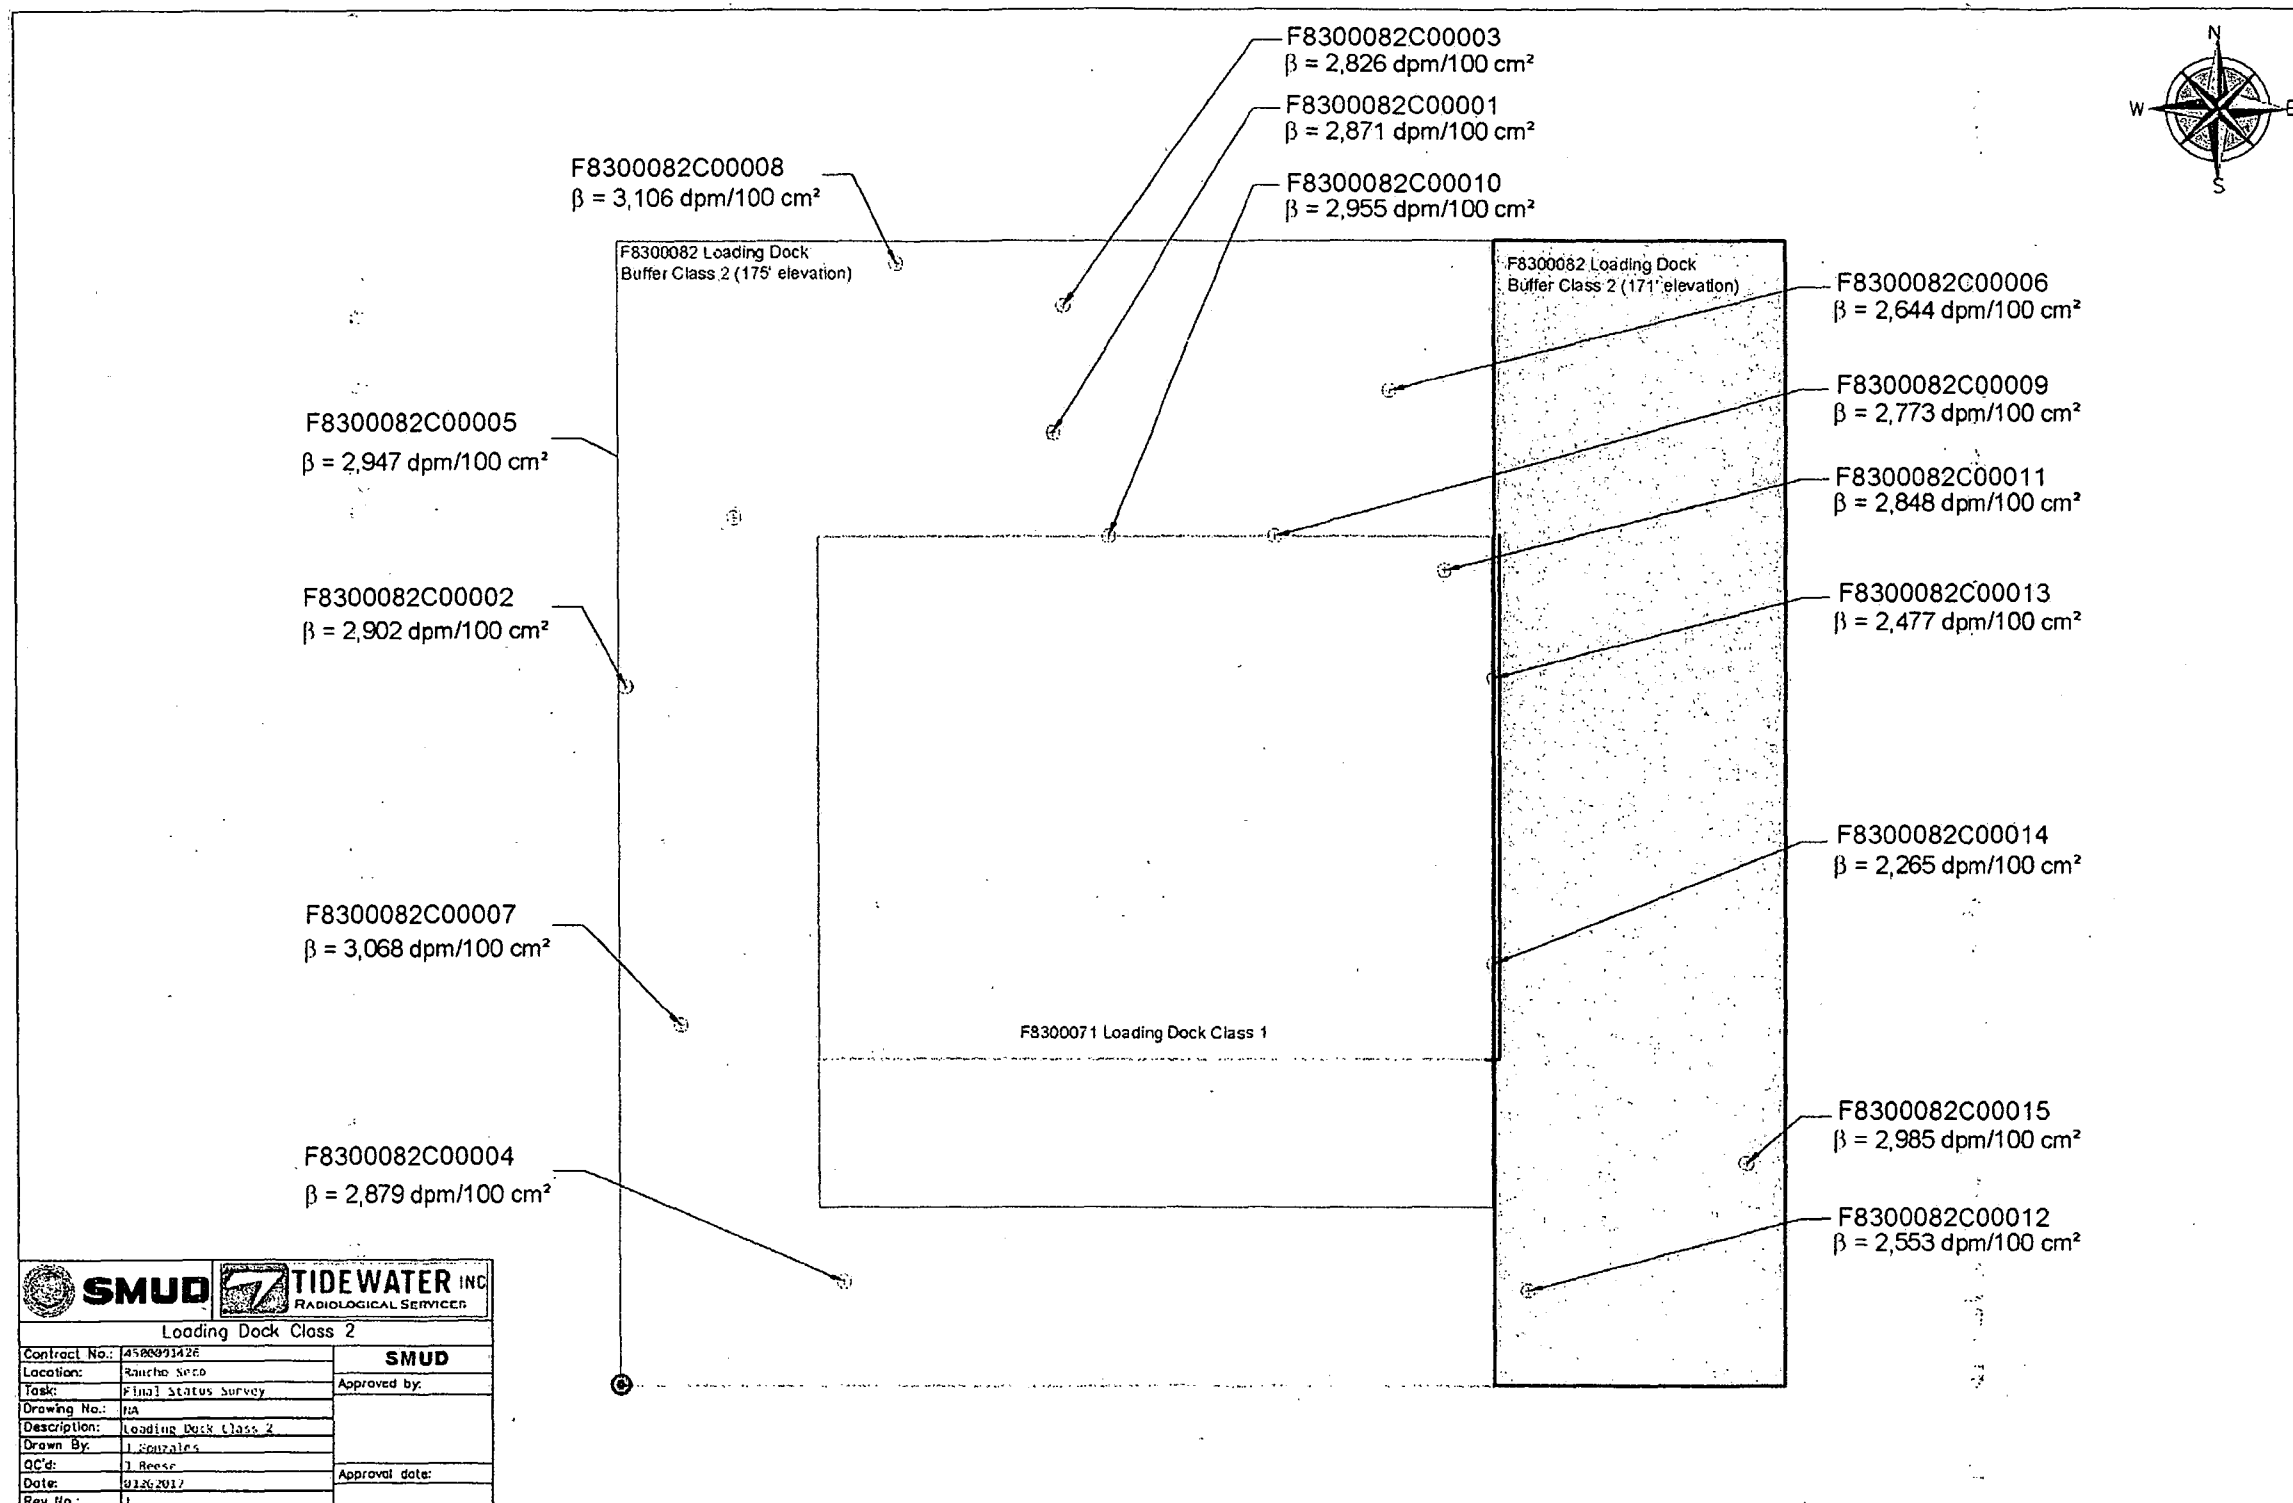 F8300082C00003
β = 2,826 dpm/100 cm²
F8300082C00001
β = 2,871 dpm/100 cm²
F8300082C00010
β = 2,955 dpm/100 cm²
N
W
E
S
F8300082C00008
β = 3,106 dpm/100 cm²
F8300082 Loading Dock
Buffer Class 2 (175' elevation)
F8300082 Loading Dock
Buffer Class 2 (171' elevation)
F8300082C00006
β = 2,644 dpm/100 cm²
F8300082C00009
β = 2,773 dpm/100 cm²
F8300082C00005
β = 2,947 dpm/100 cm²
F8300082C00011
β = 2,848 dpm/100 cm²
F8300082C00002
β = 2,902 dpm/100 cm²
F8300082C00013
β = 2,477 dpm/100 cm²
F8300082C00014
β = 2,265 dpm/100 cm²
F8300082C00007
β = 3,068 dpm/100 cm²
F8300071 Loading Dock Class 1
F8300082C00015
β = 2,985 dpm/100 cm²
F8300082C00004
β = 2,879 dpm/100 cm²
F8300082C00012
β = 2,553 dpm/100 cm²
SMUD
TIDEWATER INC
RADIOLOGICAL SERVICES
Loading Dock Class 2
Contract No.:
SMUD
Location: Rancho Seco
Approved by:
Task: Final Status Survey
Drawing No.: NA
Description: Loading Dock Class 2
Drawn By: J Gonzales
QC'd: J Reese
Approval date:
Date:
Rev No.: 1